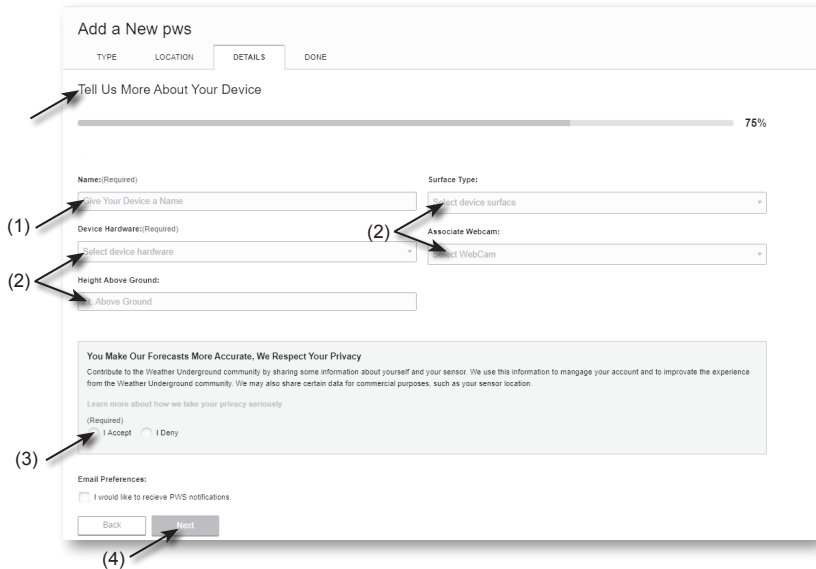 Add a New pws
TYPE LOCATION DETAILS DONE
Tell Us More About Your Device
75%
Name:(Required)
Give Your Device a Name
(1)
Surface Type:
Select device surface
Device Hardware:(Required)
Select device hardware
(2)
Associate Webcam:
Select WebCam
(2)
Height Above Ground:
Ft. Above Ground
You Make Our Forecasts More Accurate, We Respect Your Privacy
Contribute to the Weather Underground community by sharing some information about yourself and your sensor. We use this information to mangage your account and to improvate the experience
from the Weather Underground community. We may also share certain data for commercial purposes, such as your sensor location.
Learn more about how we take your privacy seriously
(Required)
I Accept I Deny
(3)
Email Preferences:
I would like to recieve PWS notifications.
Back Next
(4)